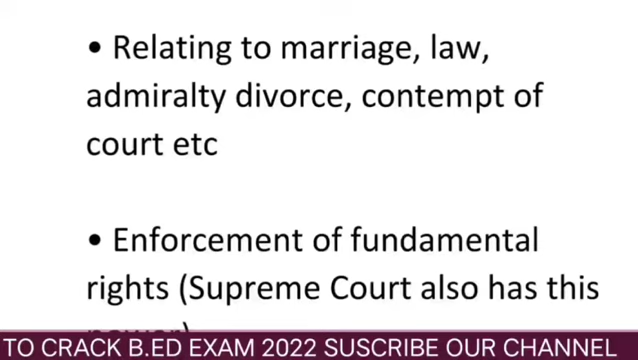 • Relating to marriage, law,
admiralty divorce, contempt of
court etc
• Enforcement of fundamental
rights (Supreme Court also has this
TO CRACK B.ED EXAM 2022 SUSCRIBE OUR CHANNEL